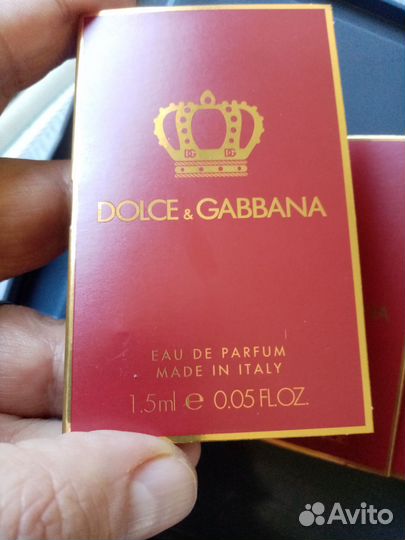 DOLCE & GABBANA
EAU DE PARFUM
MADE IN ITALY
1.5ml ℮ 0.05 FL.OZ.
Avito